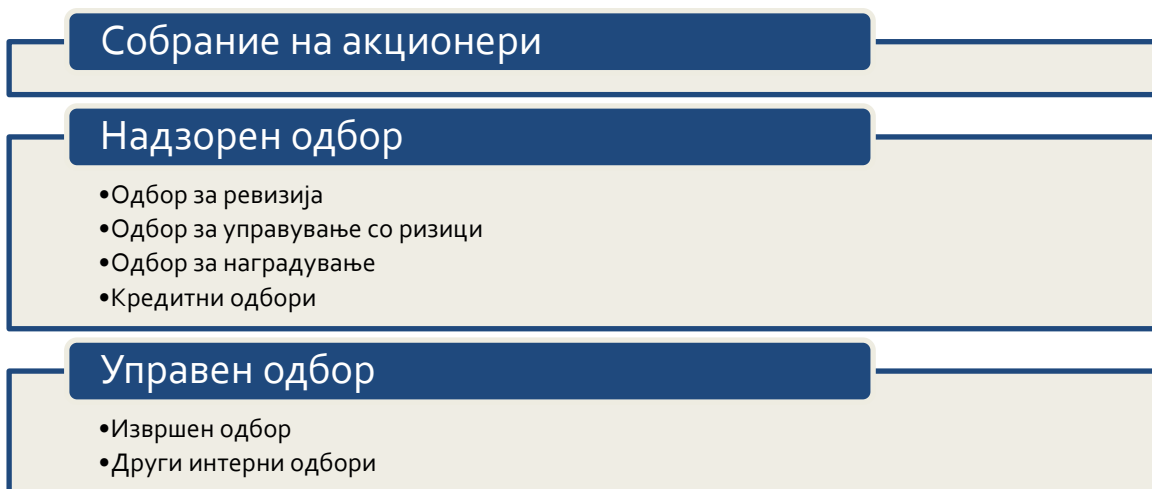 Собрание на акционери
Надзорен одбор
•Одбор за ревизија
•Одбор за управување со ризици
•Одбор за наградување
•Кредитни одбори
Управен одбор
•Извршен одбор
•Други интерни одбори